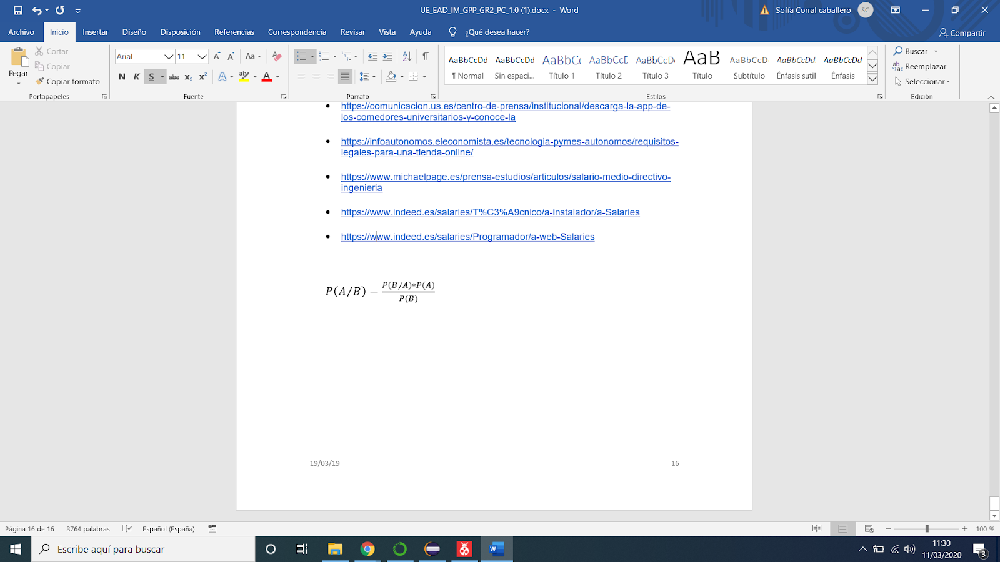 UE_EAD_IM_GPP_GR2_PC_1.0 (1).docx - Word
Sofía Corral caballero
SC
Archivo Inicio Insertar Diseño Disposición Referencias Correspondencia Revisar Vista Ayuda ¿Qué desea hacer? Compartir
Pegar
Cortar
Copiar
Copiar formato
Portapapeles
Arial 11
N K S abc x₂ x²
Aa
A A
Fuente
Párrafo
AaBbCcDd AaBbCcDd AaBbCc AaBbCcD AaBbCcDd AaB AaBbCcD AaBbCcDd AaBbCcDd
¶ Normal Sin espaci... Título 1 Título 2 Título 3 Título Subtítulo Énfasis sutil Énfasis
Estilos
Buscar
Reemplazar
Seleccionar
Edición
https://comunicacion.us.es/centro-de-prensa/institucional/descarga-la-app-de-
los-comedores-universitarios-y-conoce-la
https://infoautonomos.eleconomista.es/tecnologia-pymes-autonomos/requisitos-
legales-para-una-tienda-online/
https://www.michaelpage.es/prensa-estudios/articulos/salario-medio-directivo-
ingenieria
https://www.indeed.es/salaries/T%C3%A9cnico/a-instalador/a-Salaries
https://www.indeed.es/salaries/Programador/a-web-Salaries
P(A/B) = P(B/A)*P(A)
P(B)
19/03/19 16
Página 16 de 16 3764 palabras Español (España) 100 %
Escribe aquí para buscar
11:30
11/03/2020
3